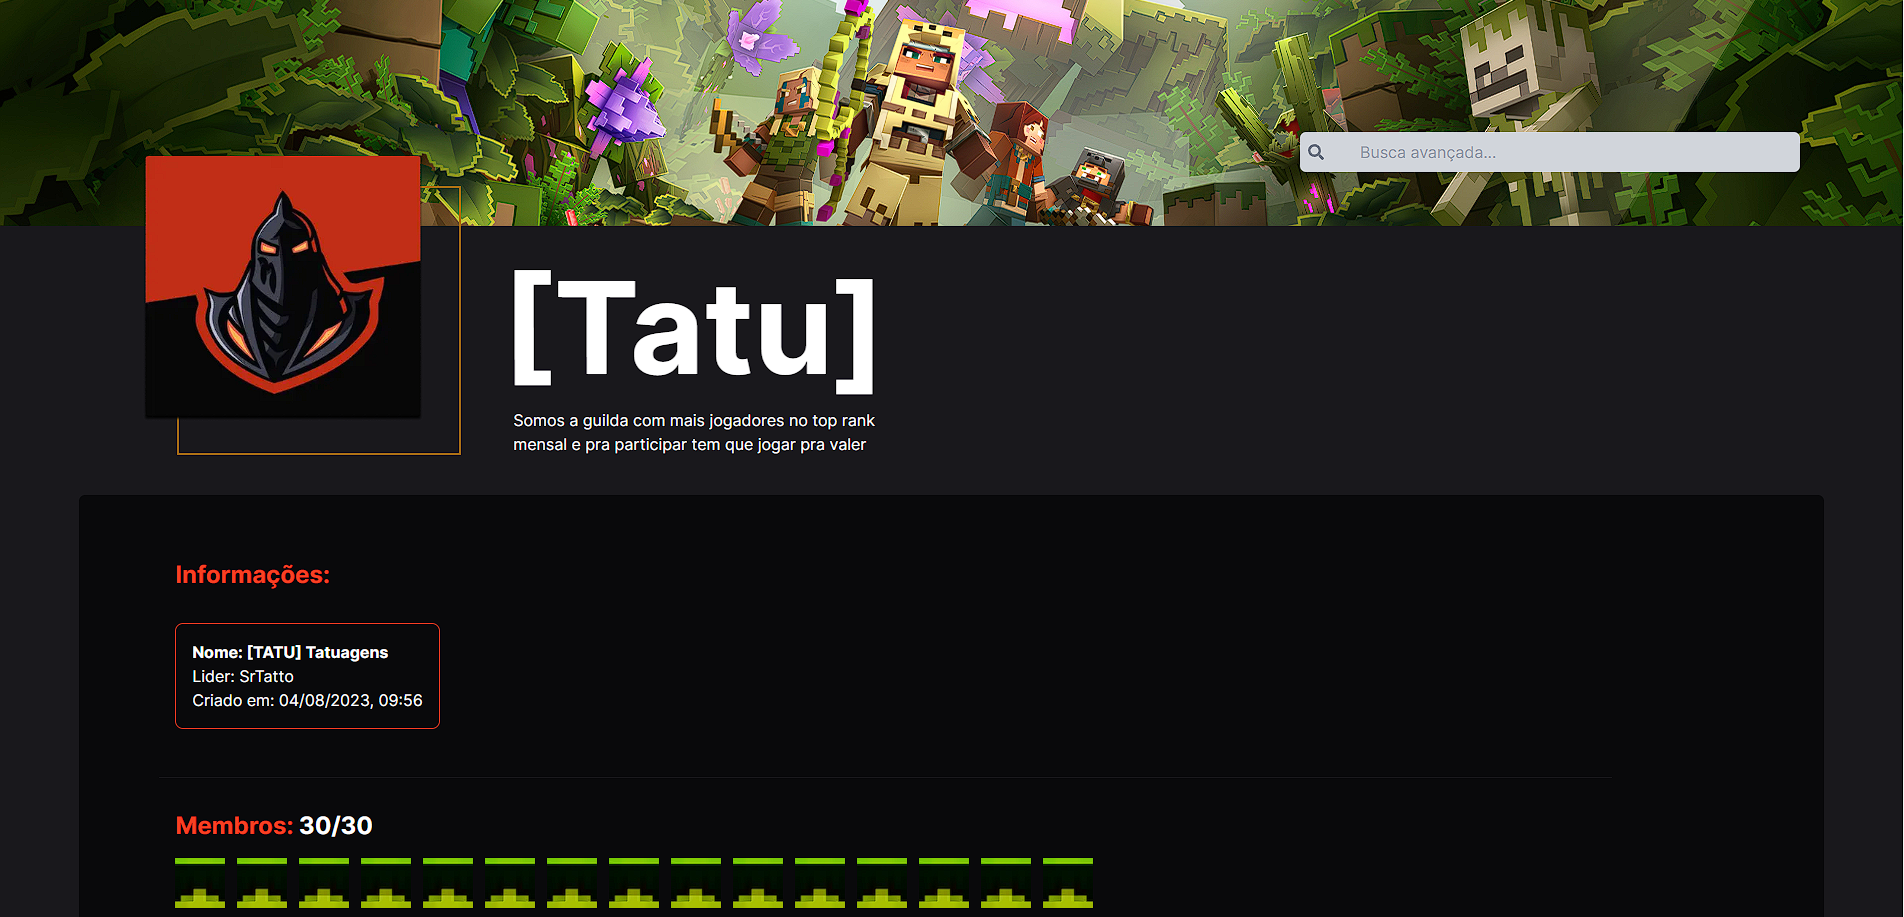 Busca avançada...
[Tatu]
Somos a guilda com mais jogadores no top rank
mensal e pra participar tem que jogar pra valer
Informações:
Nome: [TATU] Tatuagens
Lider: SrTatto
Criado em: 04/08/2023, 09:56
Membros: 30/30